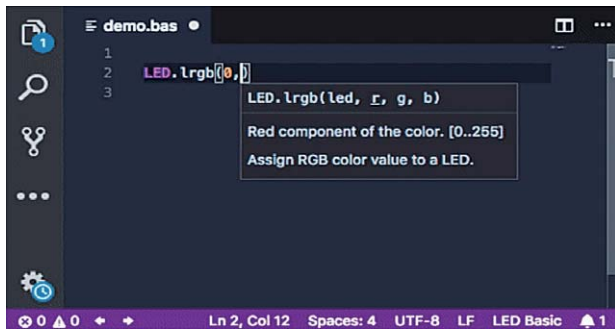 demo.bas
1
1
2 LED.lrgb(0,)
3
LED.lrgb(led, r, g, b)
Red component of the color. [0..255]
Assign RGB color value to a LED.
0 0 Ln 2, Col 12 Spaces: 4 UTF-8 LF LED Basic 1